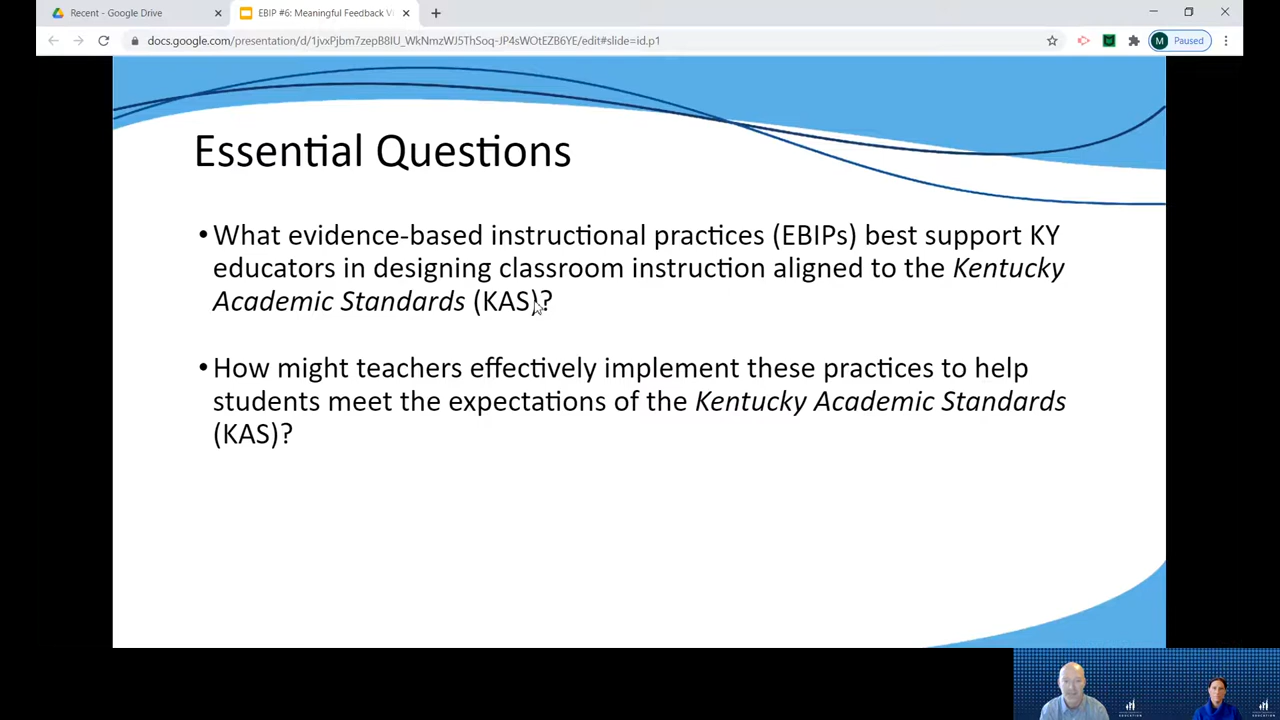 Recent - Google Drive
EBIP #6: Meaningful Feedback Vi
docs.google.com/presentation/d/1jvxPjbm7zepB8IU_WkNmzWJ5ThSoq-JP4sWOtEZB6YE/edit#slide=id.p1
M Paused
Essential Questions
•What evidence-based instructional practices (EBIPs) best support KY
educators in designing classroom instruction aligned to the Kentucky
Academic Standards (KAS)?
•How might teachers effectively implement these practices to help
students meet the expectations of the Kentucky Academic Standards
(KAS)?